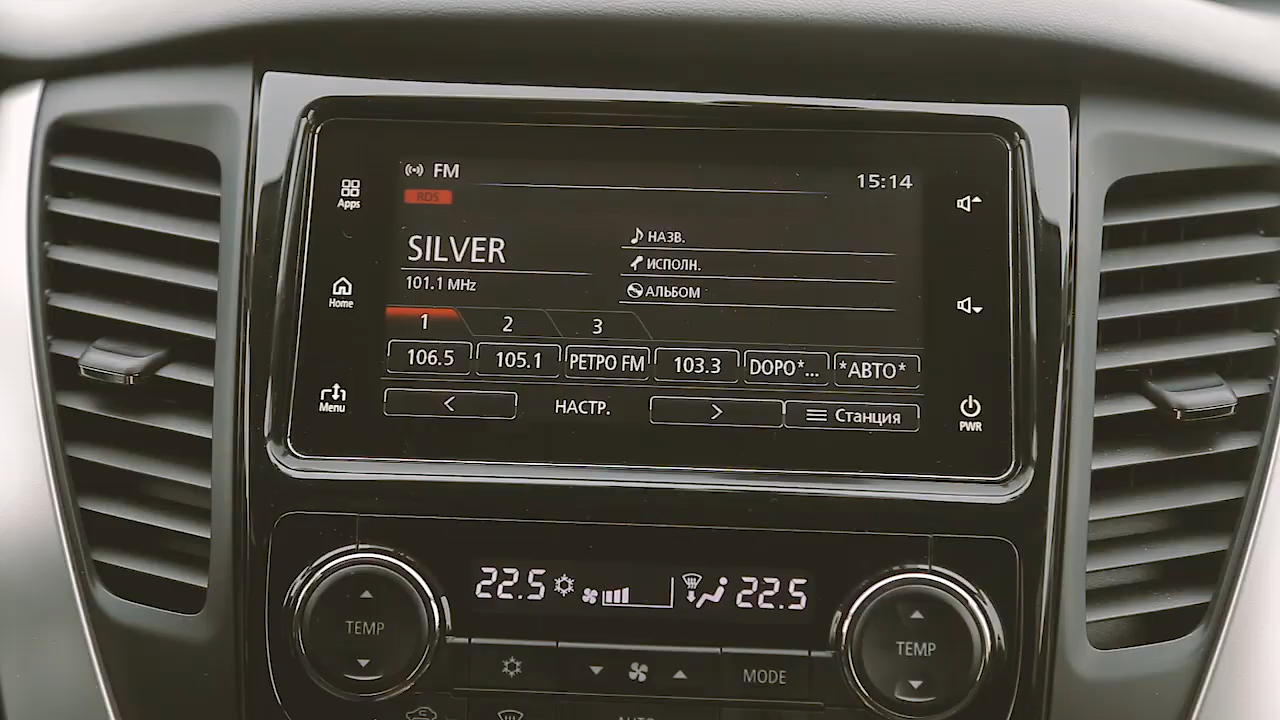 FM
15:14
RDS
Apps
SILVER
НАЗВ.
ИСПОЛН.
101.1 MHz
АЛЬБОМ
Home
1 2 3
106.5 105.1 РЕТРО FM 103.3 DOPO*... *АВТО*
Menu
< НАСТР. > Станция
PWR
22.5 22.5
TEMP
TEMP
MODE